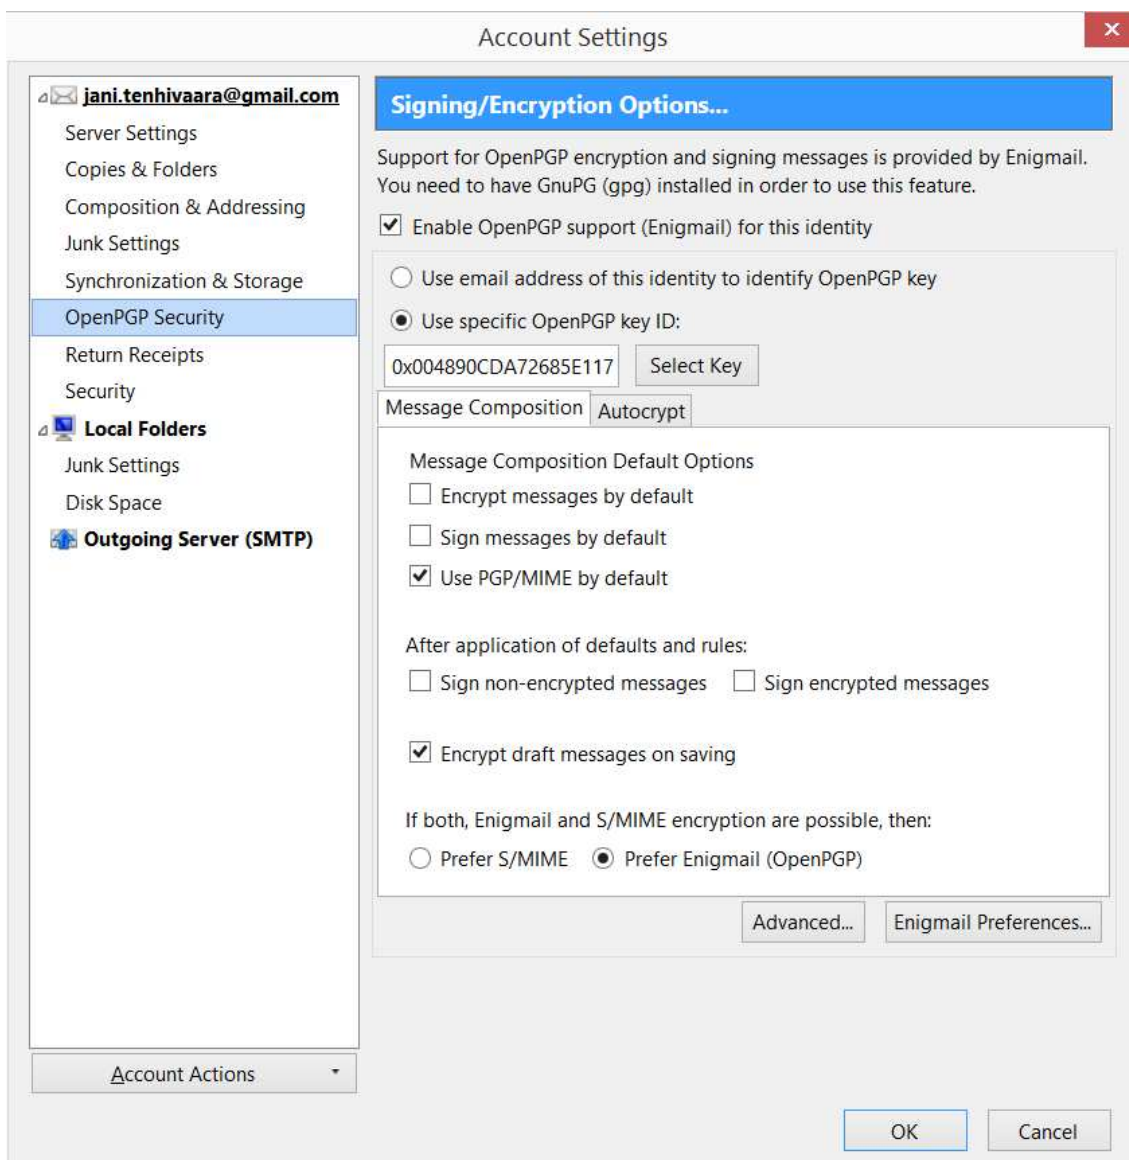 Account Settings
jani.tenhivaara@gmail.com
Server Settings
Copies & Folders
Composition & Addressing
Junk Settings
Synchronization & Storage
OpenPGP Security
Return Receipts
Security
Local Folders
Junk Settings
Disk Space
Outgoing Server (SMTP)
Account Actions
Signing/Encryption Options...
Support for OpenPGP encryption and signing messages is provided by Enigmail.
You need to have GnuPG (gpg) installed in order to use this feature.
Enable OpenPGP support (Enigmail) for this identity
Use email address of this identity to identify OpenPGP key
Use specific OpenPGP key ID:
0x004890CDA72685E117 Select Key
Message Composition Autocrypt
Message Composition Default Options
Encrypt messages by default
Sign messages by default
Use PGP/MIME by default
After application of defaults and rules:
Sign non-encrypted messages Sign encrypted messages
Encrypt draft messages on saving
If both, Enigmail and S/MIME encryption are possible, then:
Prefer S/MIME Prefer Enigmail (OpenPGP)
Advanced... Enigmail Preferences...
OK Cancel